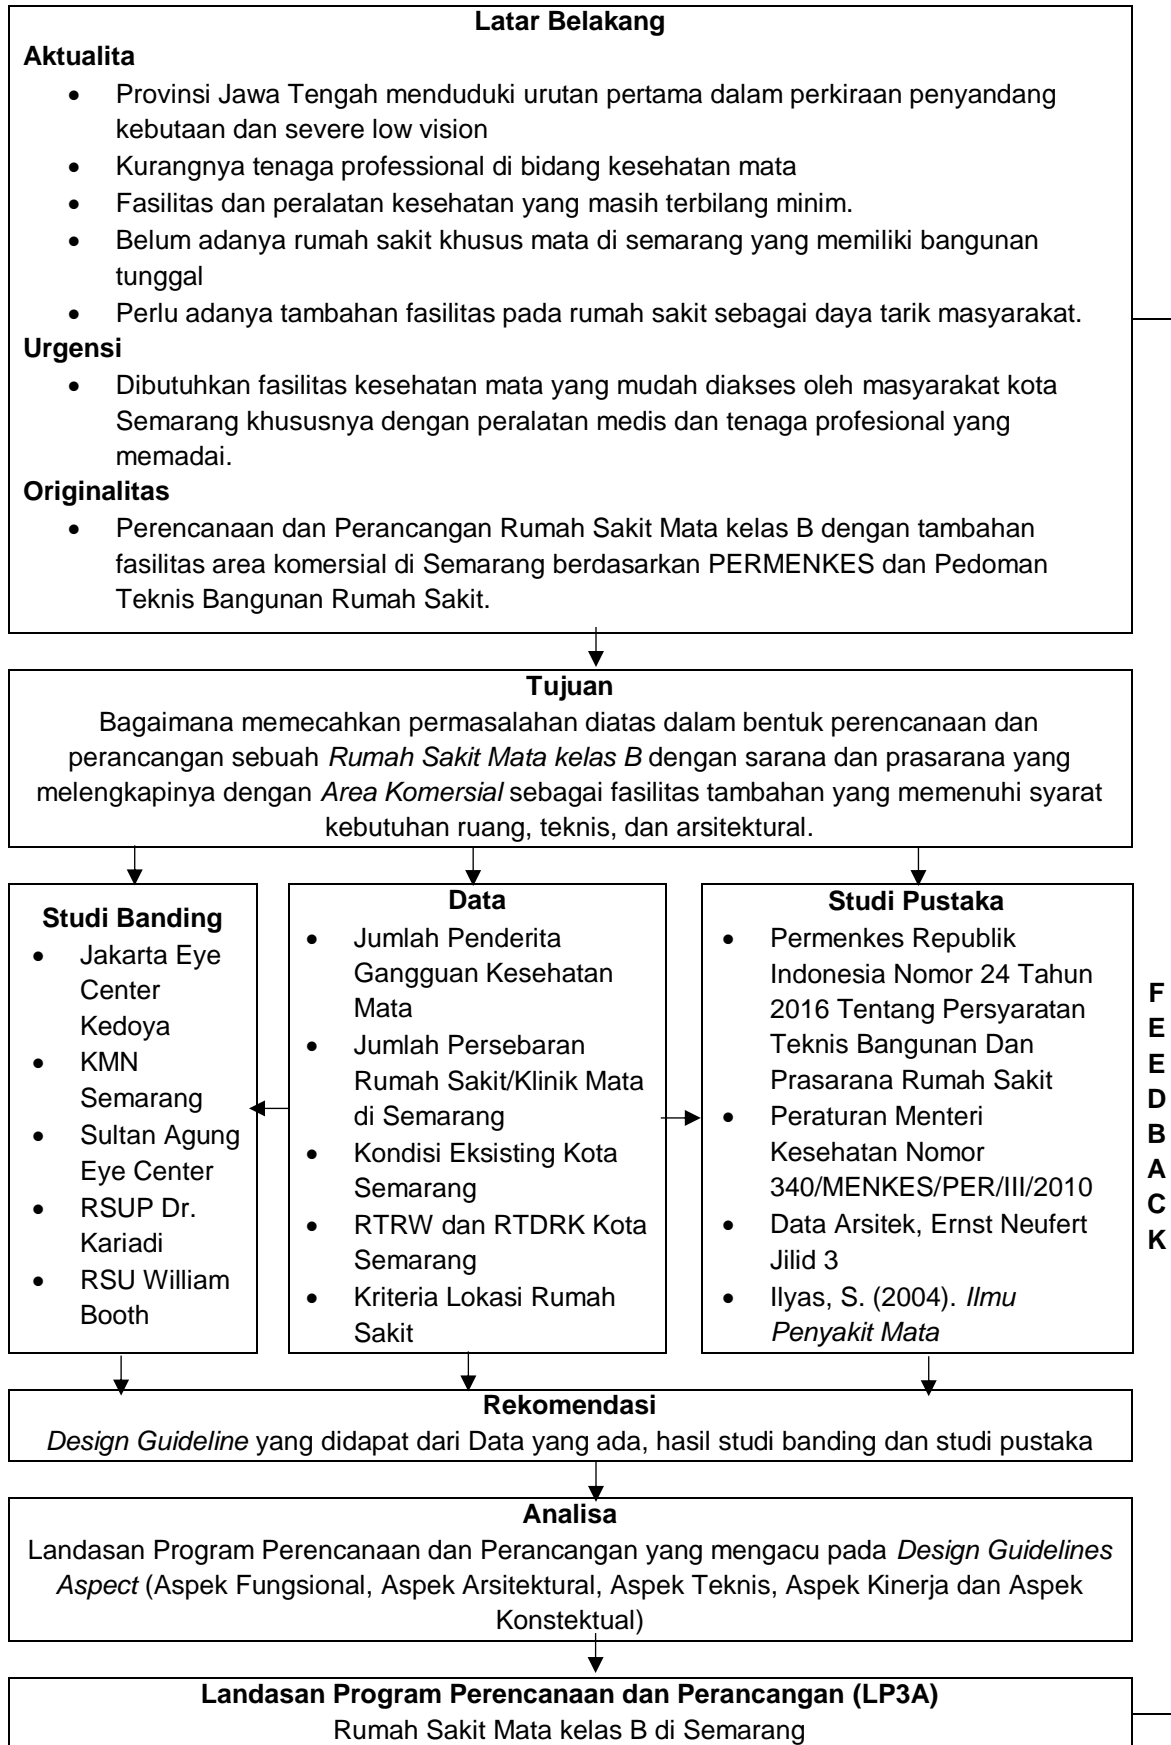 Latar Belakang
Aktualita
• Provinsi Jawa Tengah menduduki urutan pertama dalam perkiraan penyandang
kebutaan dan severe low vision
• Kurangnya tenaga professional di bidang kesehatan mata
• Fasilitas dan peralatan kesehatan yang masih terbilang minim.
• Belum adanya rumah sakit khusus mata di semarang yang memiliki bangunan
tunggal
• Perlu adanya tambahan fasilitas pada rumah sakit sebagai daya tarik masyarakat.
Urgensi
• Dibutuhkan fasilitas kesehatan mata yang mudah diakses oleh masyarakat kota
Semarang khususnya dengan peralatan medis dan tenaga profesional yang
memadai.
Originalitas
• Perencanaan dan Perancangan Rumah Sakit Mata kelas B dengan tambahan
fasilitas area komersial di Semarang berdasarkan PERMENKES dan Pedoman
Teknis Bangunan Rumah Sakit.
Tujuan
Bagaimana memecahkan permasalahan diatas dalam bentuk perencanaan dan
perancangan sebuah Rumah Sakit Mata kelas B dengan sarana dan prasarana yang
melengkapinya dengan Area Komersial sebagai fasilitas tambahan yang memenuhi syarat
kebutuhan ruang, teknis, dan arsitektural.
Studi Banding
• Jakarta Eye
Center
Kedoya
• KMN
Semarang
• Sultan Agung
Eye Center
• RSUP Dr.
Kariadi
• RSU William
Booth
Data
• Jumlah Penderita
Gangguan Kesehatan
Mata
• Jumlah Persebaran
Rumah Sakit/Klinik Mata
di Semarang
• Kondisi Eksisting Kota
Semarang
• RTRW dan RTDRK Kota
Semarang
• Kriteria Lokasi Rumah
Sakit
Studi Pustaka
• Permenkes Republik
Indonesia Nomor 24 Tahun
2016 Tentang Persyaratan
Teknis Bangunan Dan
Prasarana Rumah Sakit
• Peraturan Menteri
Kesehatan Nomor
340/MENKES/PER/III/2010
• Data Arsitek, Ernst Neufert
Jilid 3
• Ilyas, S. (2004). Ilmu
Penyakit Mata
F
E
E
D
B
A
C
K
Rekomendasi
Design Guideline yang didapat dari Data yang ada, hasil studi banding dan studi pustaka
Analisa
Landasan Program Perencanaan dan Perancangan yang mengacu pada Design Guidelines
Aspect (Aspek Fungsional, Aspek Arsitektural, Aspek Teknis, Aspek Kinerja dan Aspek
Konstektual)
Landasan Program Perencanaan dan Perancangan (LP3A)
Rumah Sakit Mata kelas B di Semarang